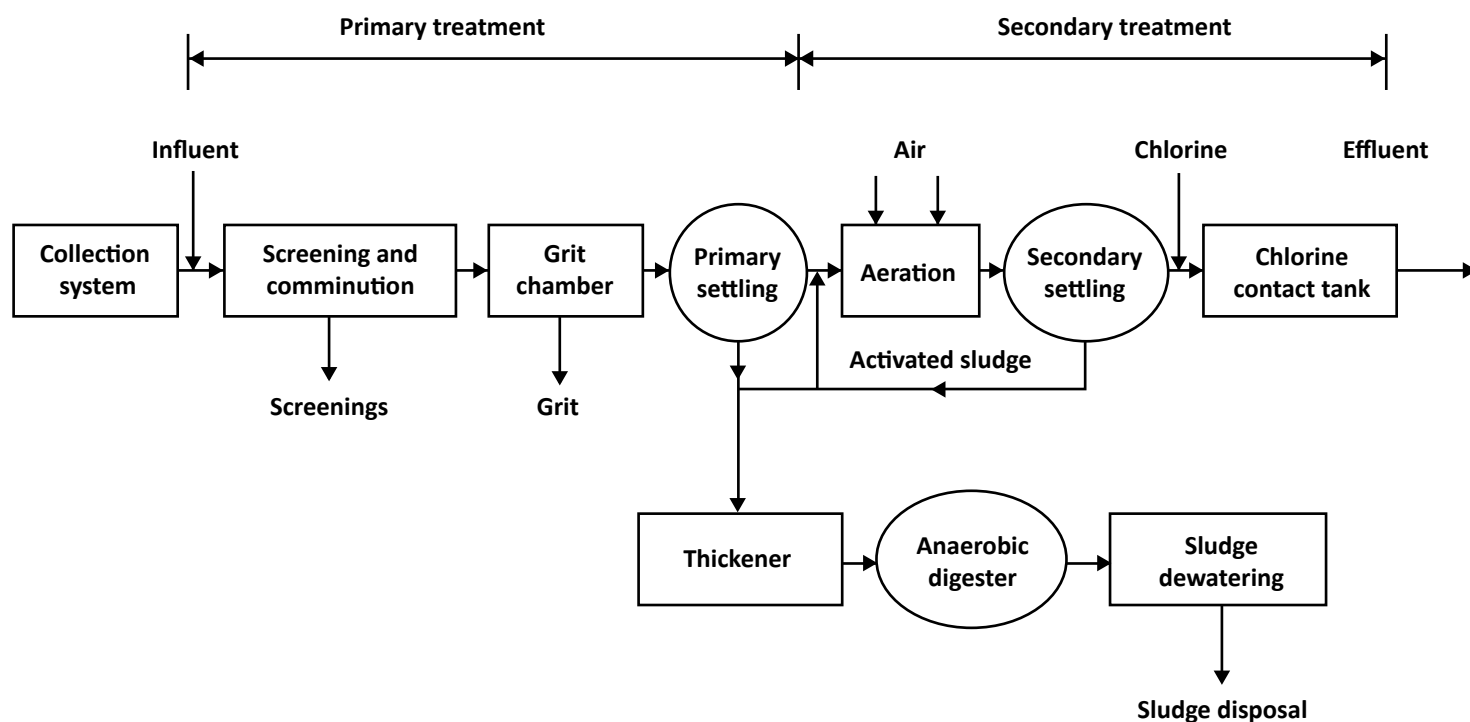 Primary treatment
Secondary treatment
Influent
Air
Chlorine
Effluent
Collection
system
Screening and
comminution
Grit
chamber
Primary
settling
Aeration
Secondary
settling
Chlorine
contact tank
Activated sludge
Screenings
Grit
Thickener
Anaerobic
digester
Sludge
dewatering
Sludge disposal